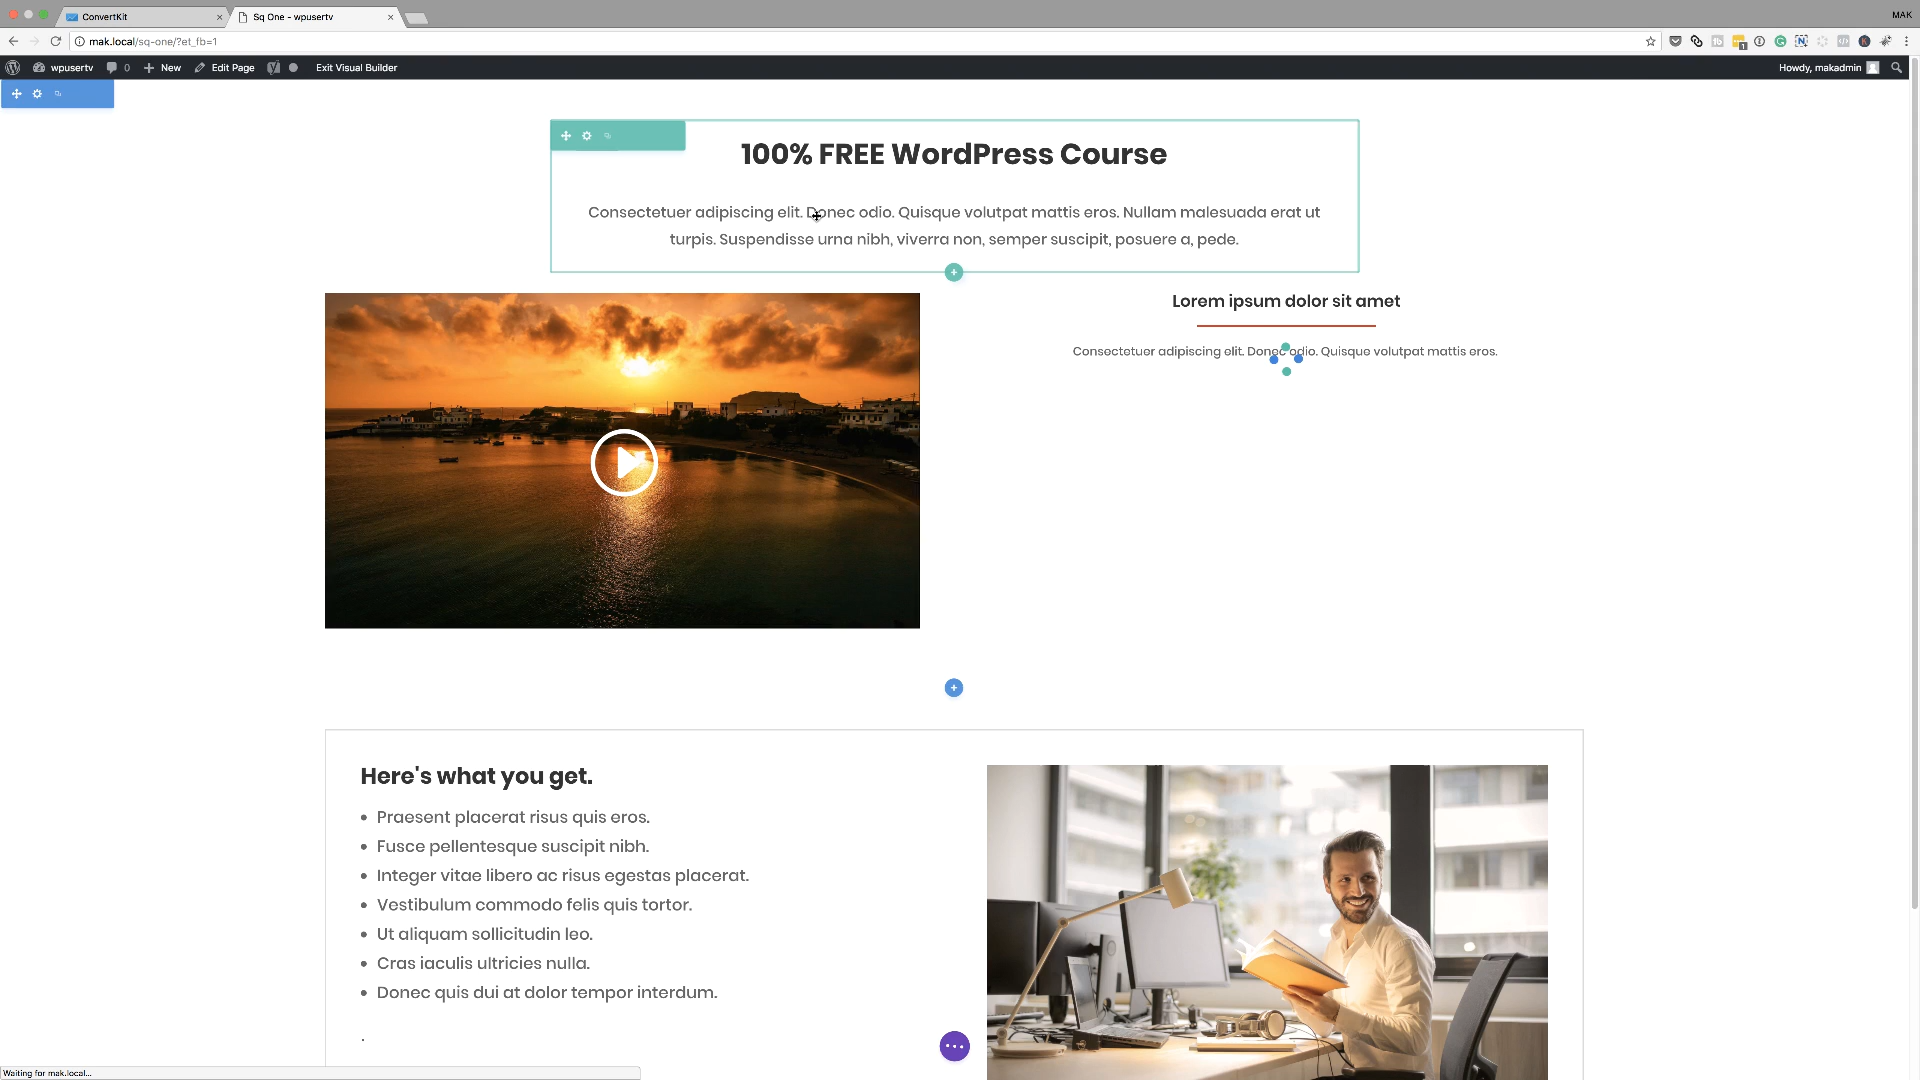 ConvertKit
Sq One - wpusertv
MAK
mak.local/sq-one/?et_fb=1
wpusertv 0 New Edit Page Exit Visual Builder
Howdy, makadmin
100% FREE WordPress Course
Consectetuer adipiscing elit. Donec odio. Quisque volutpat mattis eros. Nullam malesuada erat ut
turpis. Suspendisse urna nibh, viverra non, semper suscipit, posuere a, pede.
Lorem ipsum dolor sit amet
Consectetuer adipiscing elit. Donec odio. Quisque volutpat mattis eros.
Here's what you get.
Praesent placerat risus quis eros.
Fusce pellentesque suscipit nibh.
Integer vitae libero ac risus egestas placerat.
Vestibulum commodo felis quis tortor.
Ut aliquam sollicitudin leo.
Cras iaculis ultricies nulla.
Donec quis dui at dolor tempor interdum.
.
Waiting for mak.local...